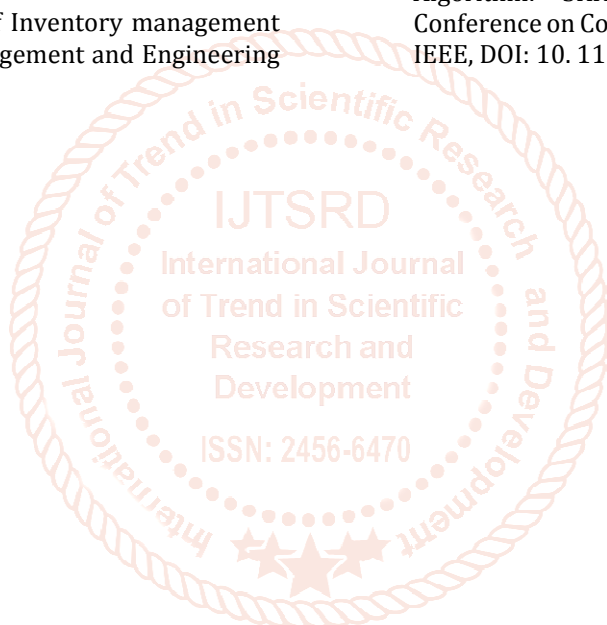 f Inventory management
agement and Engineering
Conference on Co
IEEE, DOI: 10. 11
International Journal of Trend in Scientific Research and Development
IJTSRD
International Journal
of Trend in Scientific
Research and
Development
ISSN: 2456-6470